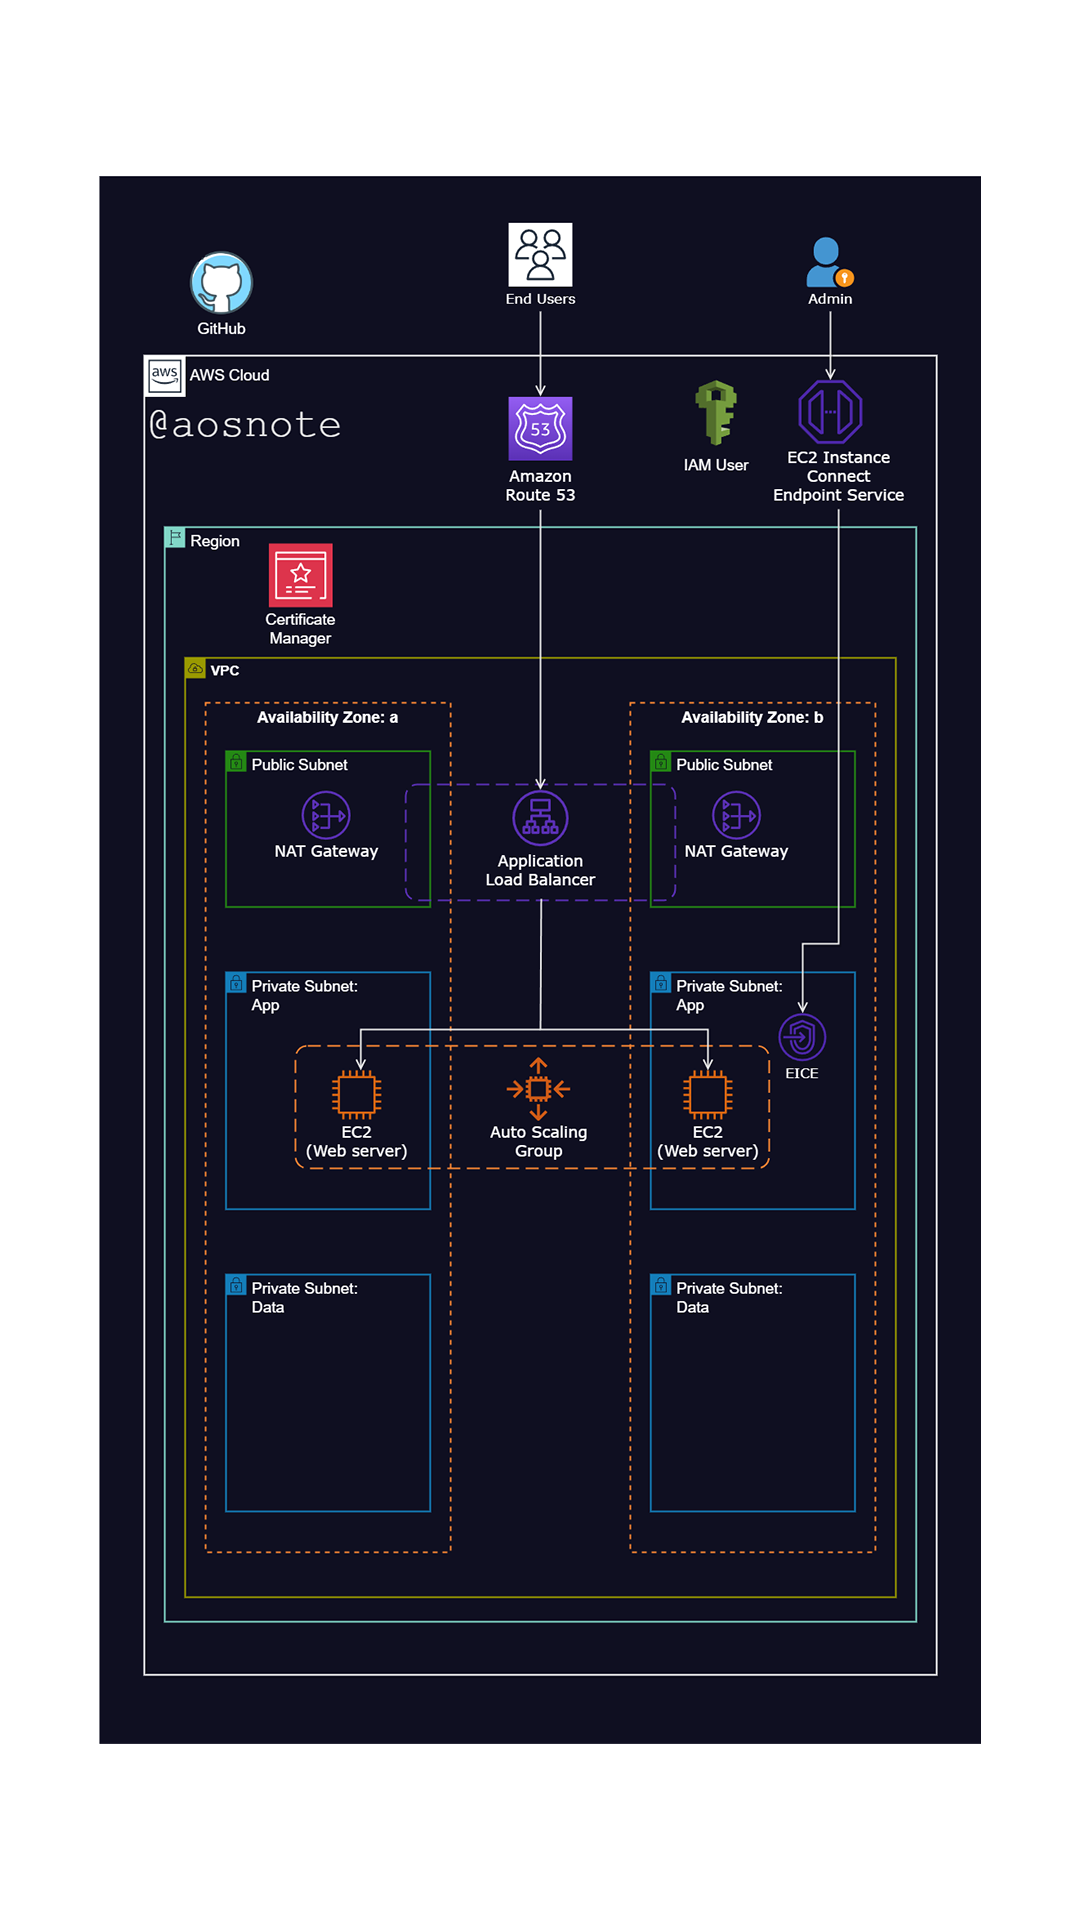 GitHub
End Users
Admin
aws
AWS Cloud
@aosnote
53
Amazon
Route 53
IAM User
EC2 Instance
Connect
Endpoint Service
Region
Certificate
Manager
VPC
Availability Zone: a
Availability Zone: b
Public Subnet
Public Subnet
NAT Gateway
Application
Load Balancer
NAT Gateway
Private Subnet:
App
Private Subnet:
App
EICE
EC2
(Web server)
Auto Scaling
Group
EC2
(Web server)
Private Subnet:
Data
Private Subnet:
Data